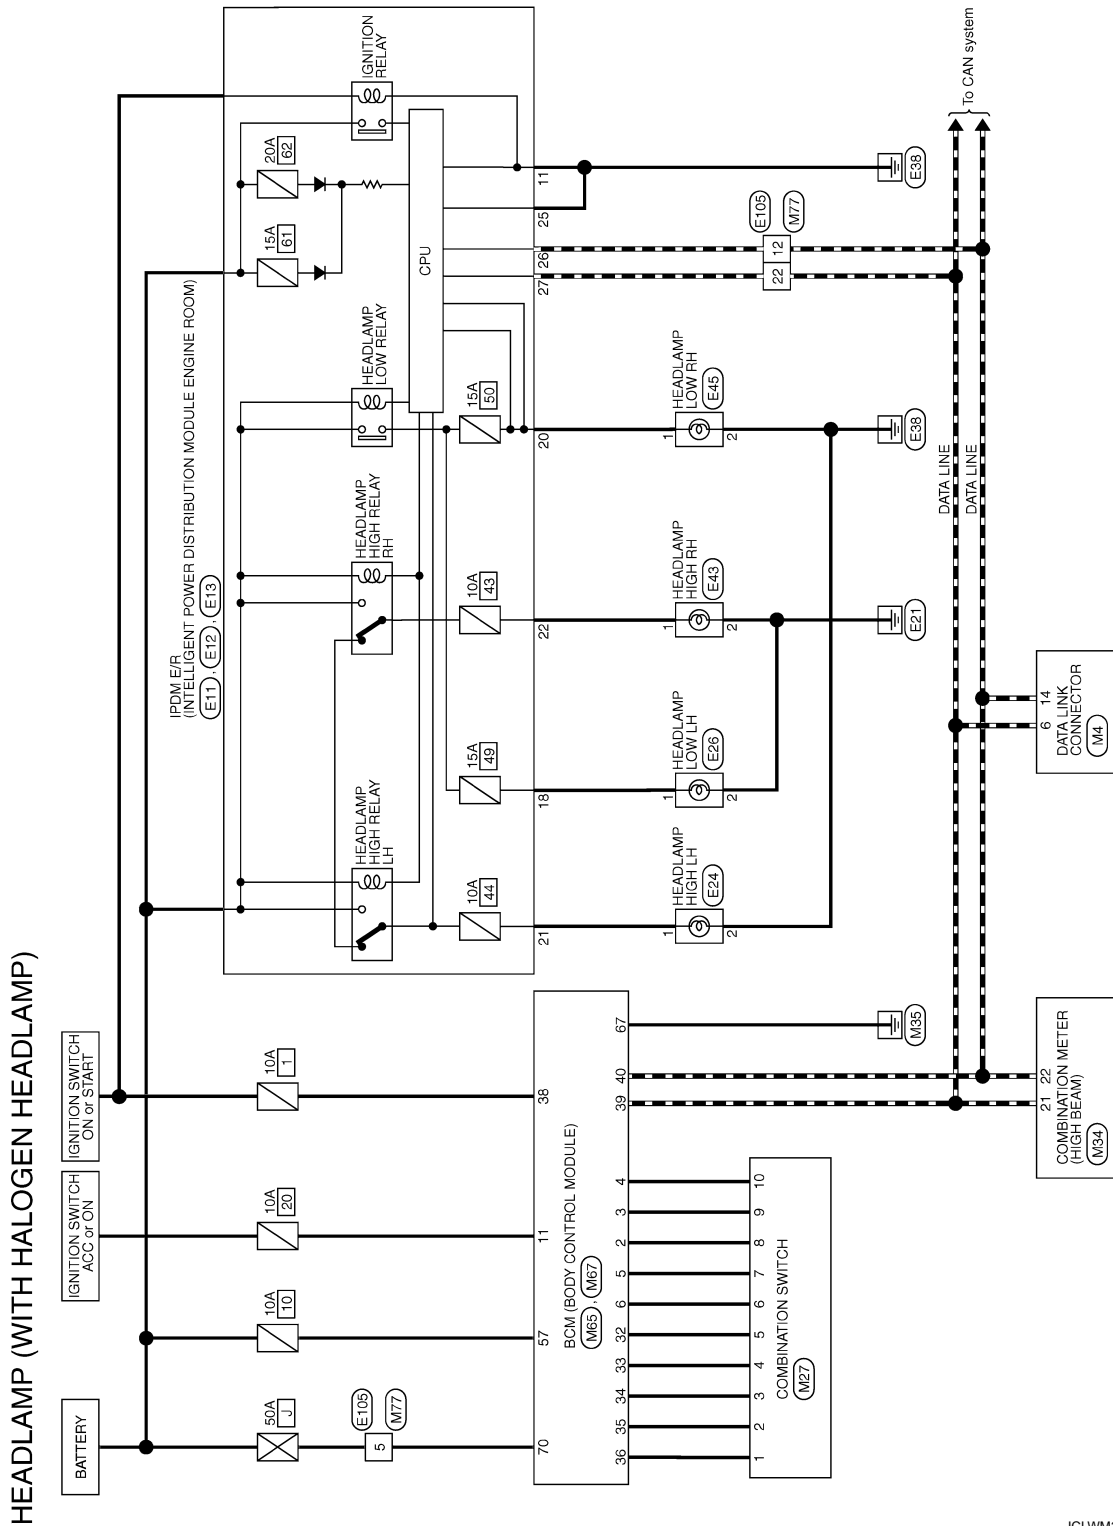 HEADLAMP (WITH HALOGEN HEADLAMP)
BATTERY
IGNITION SWITCH
ACC or ON
IGNITION SWITCH
ON or START
50A
J
10A
10
10A
20
10A
1
5
E105
M77
70
57
11
38
BCM (BODY CONTROL MODULE)
M65 , M67
36
35
34
33
32
6
5
2
3
4
39
40
67
1
2
3
4
5
6
7
8
9
10
COMBINATION SWITCH
M27
M35
21
22
COMBINATION METER
(HIGH BEAM)
M34
IPDM E/R
(INTELLIGENT POWER DISTRIBUTION MODULE ENGINE ROOM)
E11 , E12 , E13
15A
61
20A
62
IGNITION
RELAY
HEADLAMP
HIGH RELAY
LH
HEADLAMP
HIGH RELAY
RH
HEADLAMP
LOW RELAY
CPU
10A
44
15A
49
10A
43
15A
50
21
18
22
20
27
26
25
11
1
HEADLAMP
HIGH LH
E24
2
1
HEADLAMP
LOW LH
E26
2
1
HEADLAMP
HIGH RH
E43
2
1
HEADLAMP
LOW RH
E45
2
22
12
E105
M77
E21
E38
E38
DATA LINE
DATA LINE
To CAN system
6
14
DATA LINK
CONNECTOR
M4